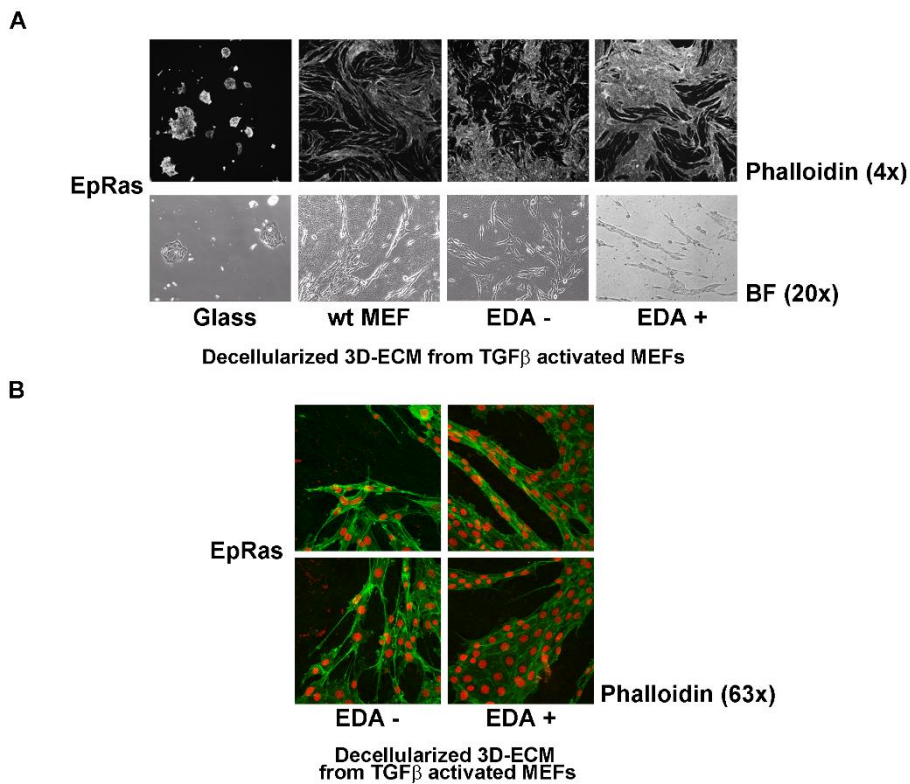 A
EpRas
Phalloidin (4x)
BF (20x)
Glass wt MEF EDA - EDA +
Decellularized 3D-ECM from TGFβ activated MEFs
B
EpRas
Phalloidin (63x)
EDA - EDA +
Decellularized 3D-ECM
from TGFβ activated MEFs